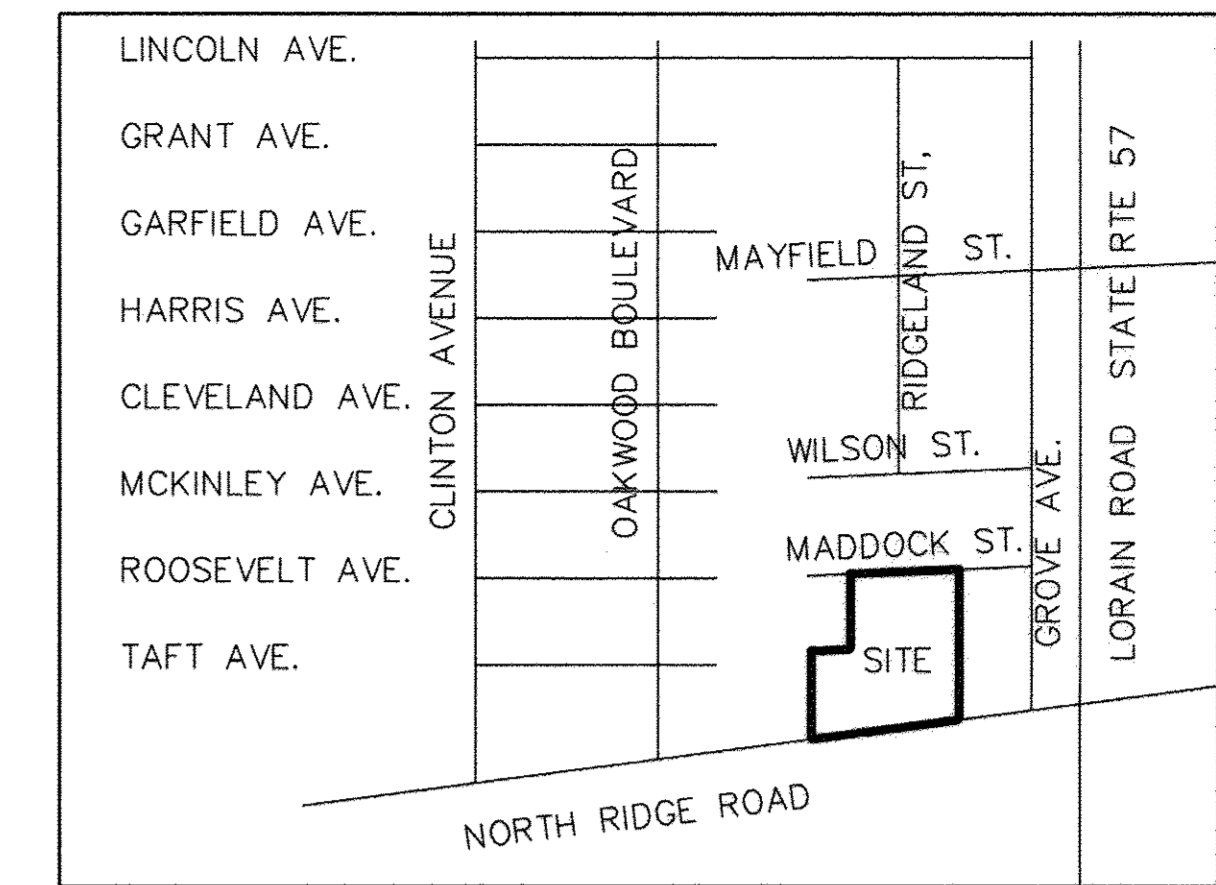 LINCOLN AVE.
GRANT AVE.
GARFIELD AVE.
HARRIS AVE.
CLEVELAND AVE.
MCKINLEY AVE.
ROOSEVELT AVE.
TAFT AVE.
CLINTON AVENUE
OAKWOOD BOULEVARD
MAYFIELD ST.
RIDGELAND ST,
WILSON ST.
MADDOCK ST.
SITE
GROVE AVE.
LORAIN ROAD STATE RTE 57
NORTH RIDGE ROAD